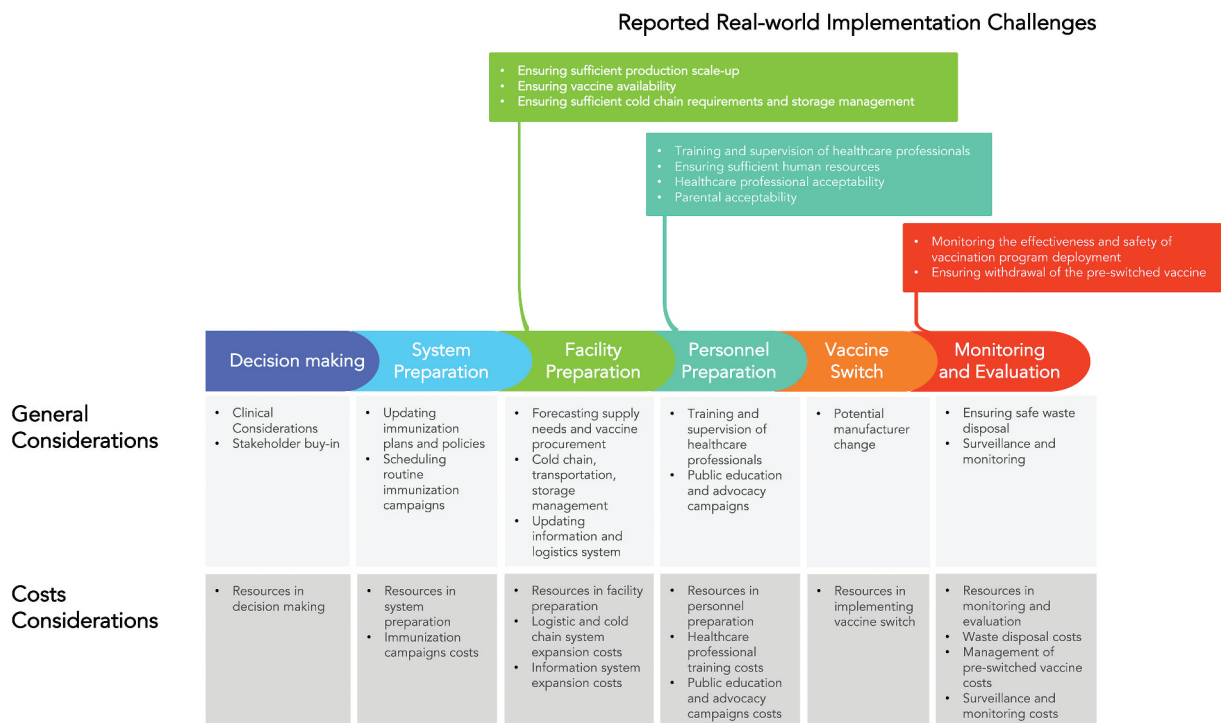 Reported Real-world Implementation Challenges
• Ensuring sufficient production scale-up
• Ensuring vaccine availability
• Ensuring sufficient cold chain requirements and storage management
• Training and supervision of healthcare professionals
• Ensuring sufficient human resources
• Healthcare professional acceptability
• Parental acceptability
• Monitoring the effectiveness and safety of
vaccination program deployment
• Ensuring withdrawal of the pre-switched vaccine
Decision making
System
Preparation
Facility
Preparation
Personnel
Preparation
Vaccine
Switch
Monitoring
and Evaluation
General
Considerations
• Clinical
Considerations
• Stakeholder buy-in
• Updating
immunization
plans and policies
• Scheduling
routine
immunization
campaigns
• Forecasting supply
needs and vaccine
procurement
• Cold chain,
transportation,
storage
management
• Updating
information and
logistics system
• Training and
supervision of
healthcare
professionals
• Public education
and advocacy
campaigns
• Potential
manufacturer
change
• Ensuring safe waste
disposal
• Surveillance and
monitoring
Costs
Considerations
• Resources in
decision making
• Resources in
system
preparation
• Immunization
campaigns costs
• Resources in facility
preparation
• Logistic and cold
chain system
expansion costs
• Information system
expansion costs
• Resources in
personnel
preparation
• Healthcare
professional
training costs
• Public education
and advocacy
campaigns costs
• Resources in
implementing
vaccine switch
• Resources in
monitoring and
evaluation
• Waste disposal costs
• Management of
pre-switched vaccine
costs
• Surveillance and
monitoring costs